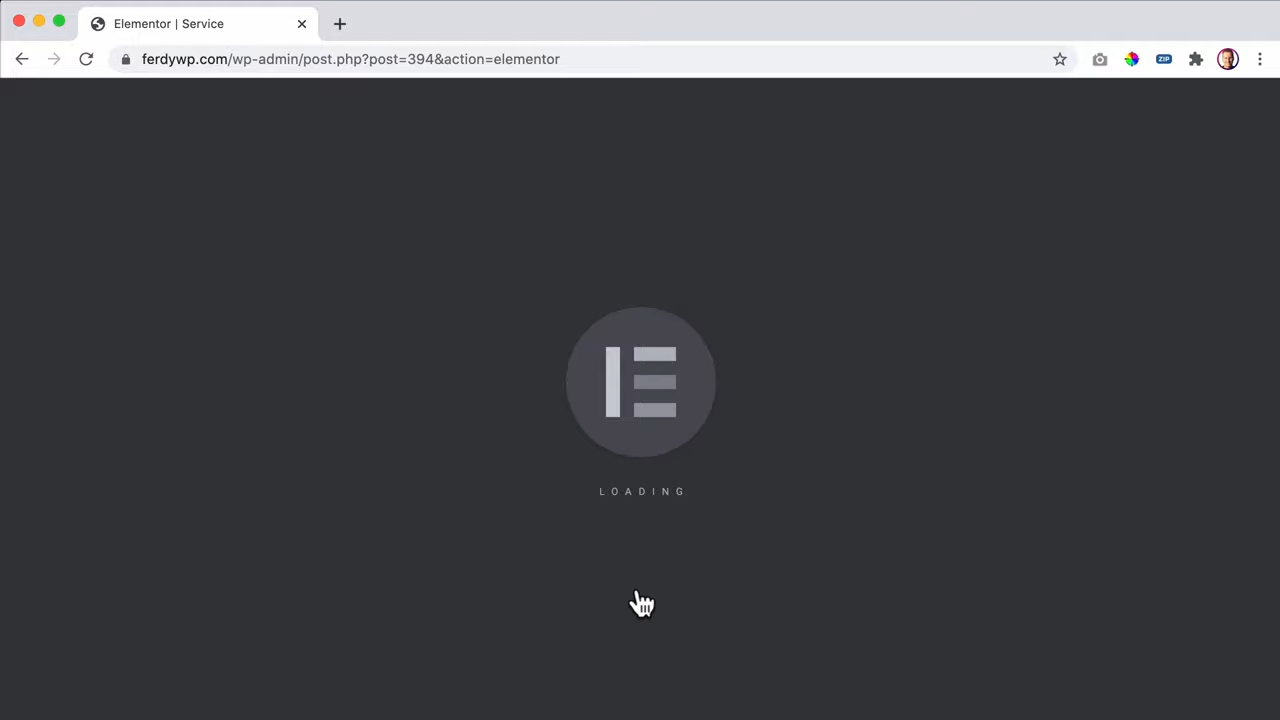 Elementor | Service
ferdywp.com/wp-admin/post.php?post=394&action=elementor
ZIP
LOADING